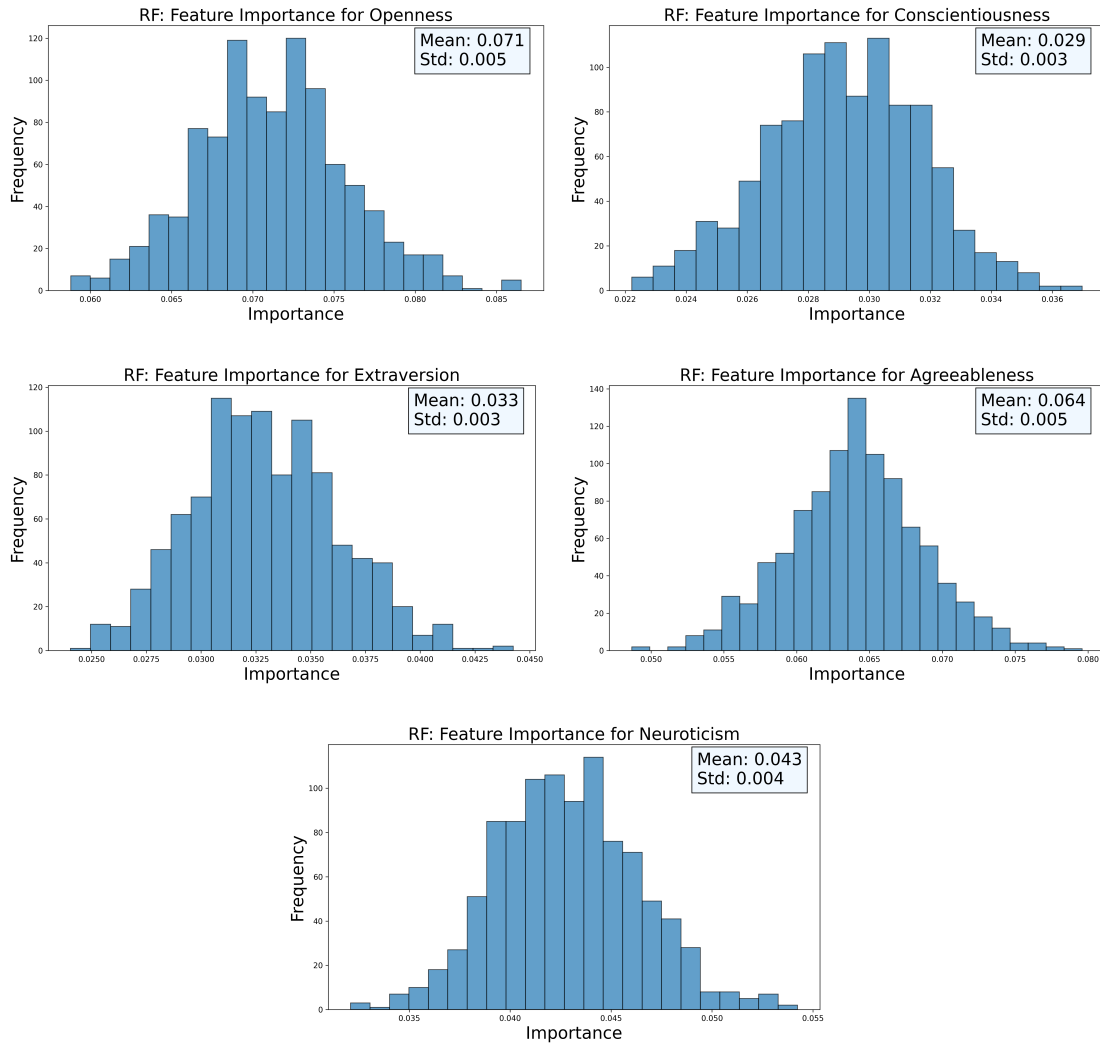 RF: Feature Importance for Openness
Mean: 0.071
Std: 0.005
120
100
80
60
40
20
0
Frequency
0.060 0.065 0.070 0.075 0.080 0.085
Importance
RF: Feature Importance for Conscientiousness
Mean: 0.029
Std: 0.003
100
80
60
40
20
0
Frequency
0.022 0.024 0.026 0.028 0.030 0.032 0.034 0.036
Importance
RF: Feature Importance for Extraversion
Mean: 0.033
Std: 0.003
120
100
80
60
40
20
0
Frequency
0.0250 0.0275 0.0300 0.0325 0.0350 0.0375 0.0400 0.0425 0.0450
Importance
RF: Feature Importance for Agreeableness
Mean: 0.064
Std: 0.005
140
120
100
80
60
40
20
0
Frequency
0.050 0.055 0.060 0.065 0.070 0.075 0.080
Importance
RF: Feature Importance for Neuroticism
Mean: 0.043
Std: 0.004
100
80
60
40
20
0
Frequency
0.035 0.040 0.045 0.050 0.055
Importance